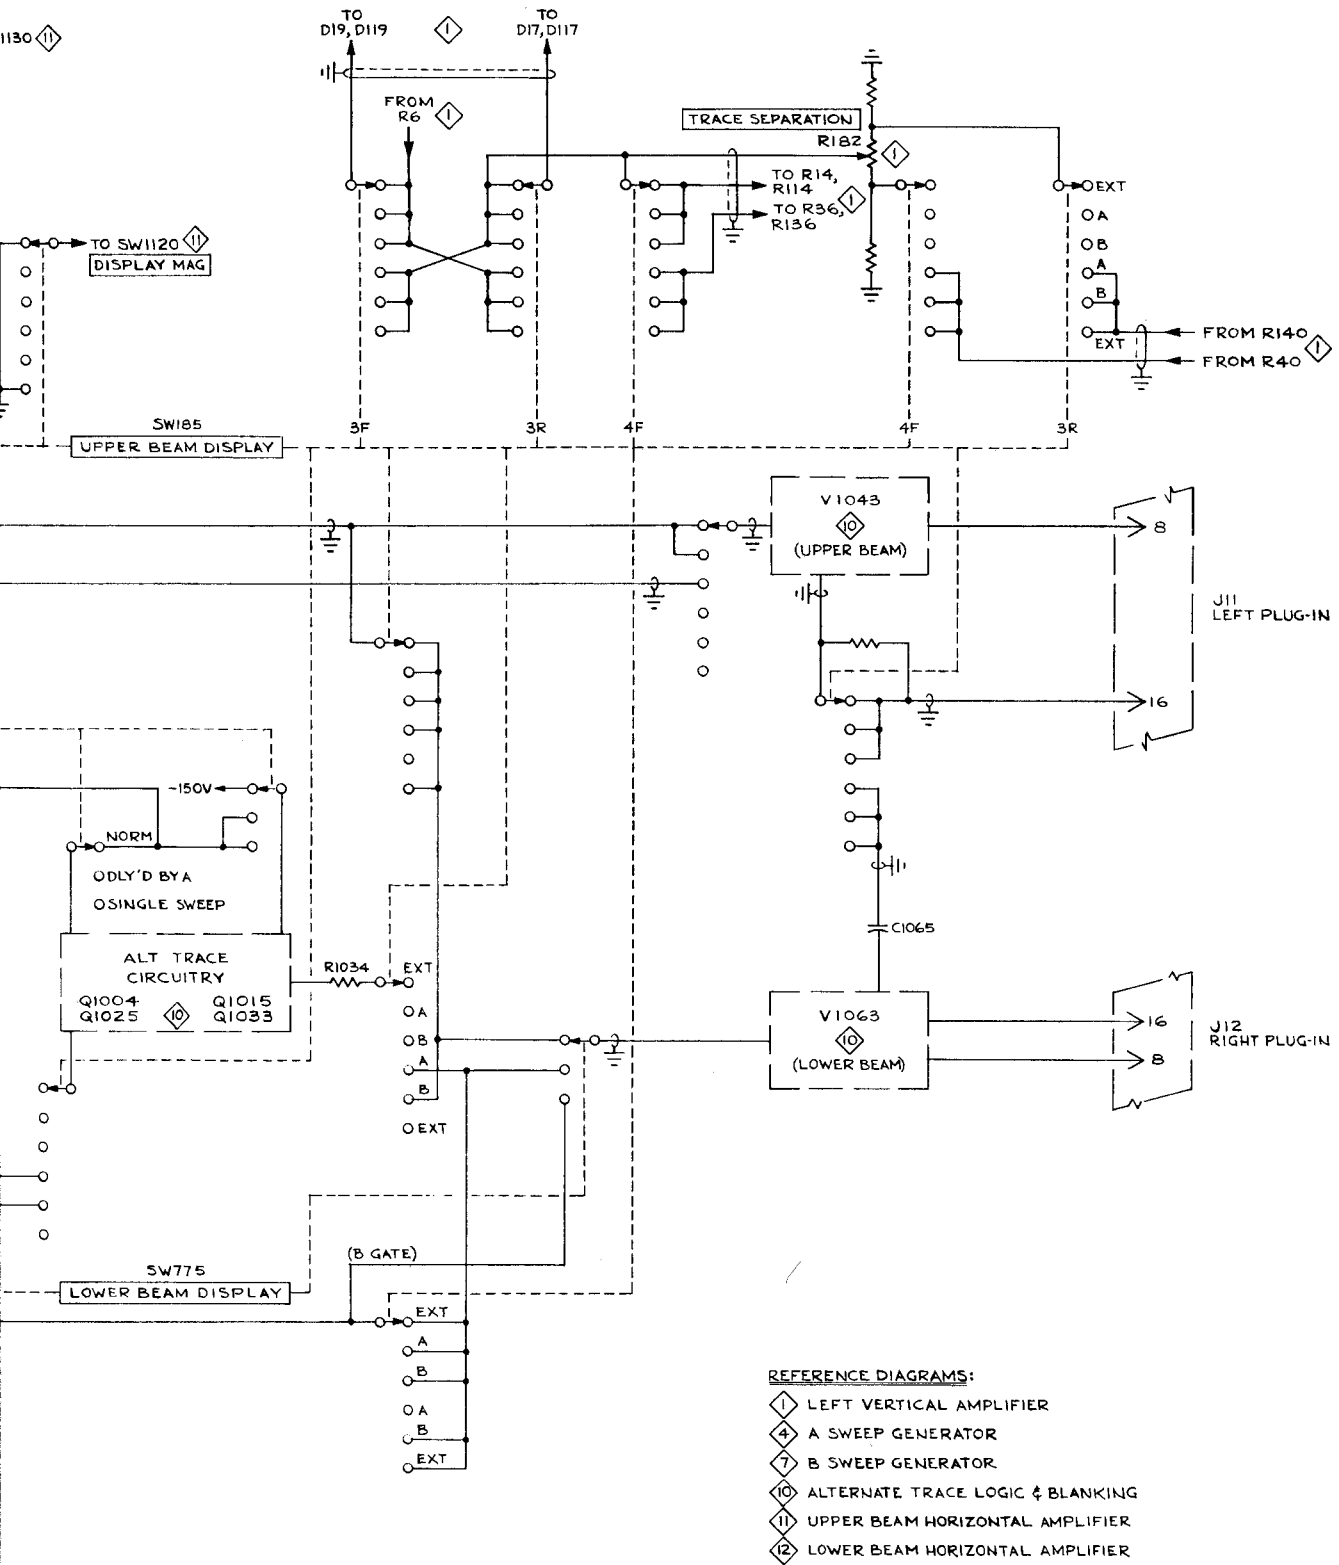 1130 11
TO
D19, D119
1
TO
D17, D117
FROM
R6
1
TRACE SEPARATION
R182
1
TO R14,
R114
TO R36,
R136
1
EXT
A
B
A
B
EXT
TO SW1120 11
DISPLAY MAG
FROM R140
FROM R40
1
SW185
UPPER BEAM DISPLAY
3F
3R
4F
4F
3R
V1043
10
(UPPER BEAM)
8
J11
LEFT PLUG-IN
16
-150V
NORM
DLY'D BY A
SINGLE SWEEP
ALT TRACE
CIRCUITRY
Q1004 Q1015
Q1025 10 Q1033
R1034
EXT
A
B
A
B
EXT
C1065
V1063
10
(LOWER BEAM)
16
8
J12
RIGHT PLUG-IN
(B GATE)
SW775
LOWER BEAM DISPLAY
EXT
A
B
A
B
EXT
REFERENCE DIAGRAMS:
1 LEFT VERTICAL AMPLIFIER
4 A SWEEP GENERATOR
7 B SWEEP GENERATOR
10 ALTERNATE TRACE LOGIC & BLANKING
11 UPPER BEAM HORIZONTAL AMPLIFIER
12 LOWER BEAM HORIZONTAL AMPLIFIER